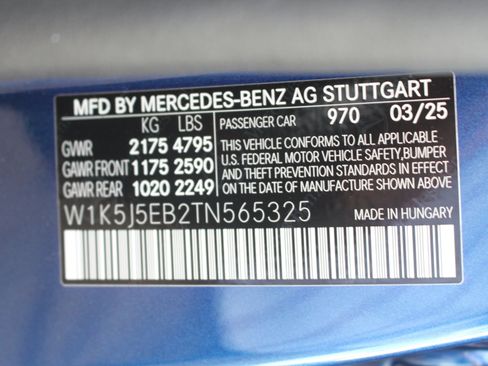 MFD BY MERCEDES-BENZ AG STUTTGART
KG LBS PASSENGER CAR 970 03/25
GVWR 2175 4795
GAWR FRONT 1175 2590
GAWR REAR 1020 2249
THIS VEHICLE CONFORMS TO ALL APPLICABLE
U.S. FEDERAL MOTOR VEHICLE SAFETY, BUMPER
AND THEFT PREVENTION STANDARDS IN EFFECT
ON THE DATE OF MANUFACTURE SHOWN ABOVE.
W1K5J5EB2TN565325 MADE IN HUNGARY